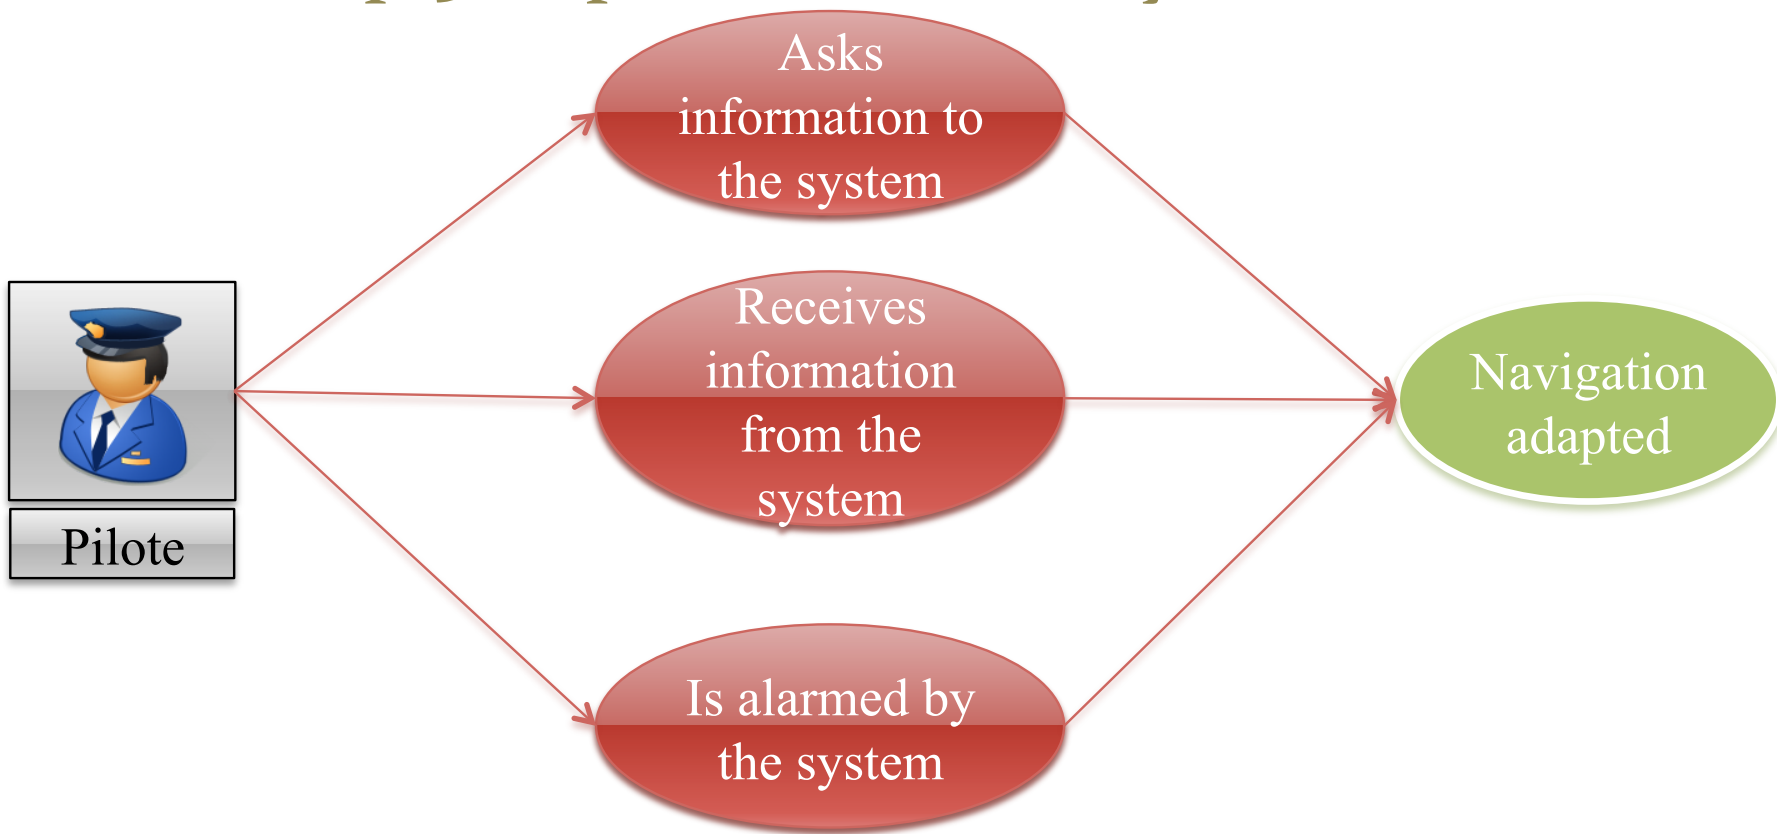 Asks
information to
the system
Receives
information
from the
system
Navigation
adapted
Pilote
Is alarmed by
the system